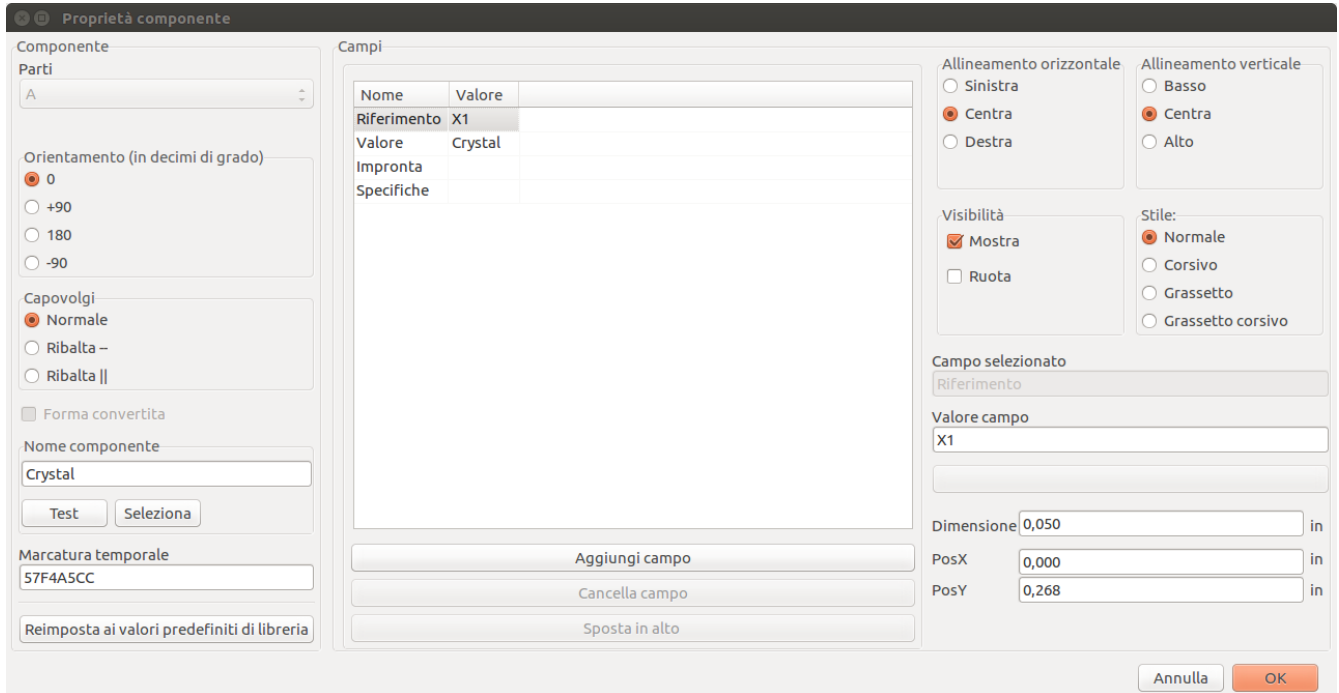 Proprietà componente
Componente
Parti
A
Orientamento (in decimi di grado)
0
+90
180
-90
Capovolgi
Normale
Ribalta --
Ribalta ||
Forma convertita
Nome componente
Crystal
Test Seleziona
Marcatura temporale
57F4A5CC
Reimposta ai valori predefiniti di libreria
Campi
Nome Valore
Riferimento X1
Valore Crystal
Impronta
Specifiche
Aggiungi campo
Cancella campo
Sposta in alto
Allineamento orizzontale
Sinistra
Centra
Destra
Allineamento verticale
Basso
Centra
Alto
Visibilità
Mostra
Ruota
Stile:
Normale
Corsivo
Grassetto
Grassetto corsivo
Campo selezionato
Riferimento
Valore campo
X1
Dimensione 0,050 in
PosX 0,000 in
PosY 0,268 in
Annulla OK